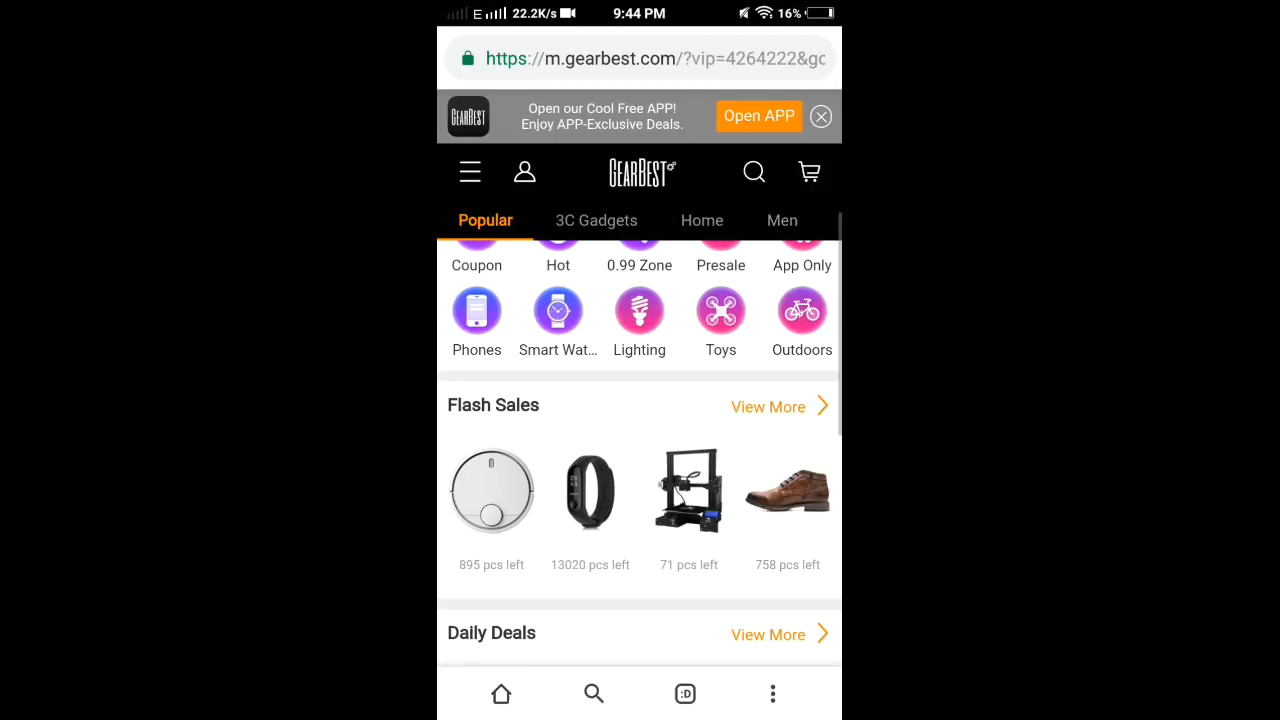 E 22.2K/s 9:44 PM 16%
https://m.gearbest.com/?vip=4264222&gc
GEARBEST
Open our Cool Free APP!
Enjoy APP-Exclusive Deals.
Open APP
GEARBEST
Popular 3C Gadgets Home Men
Coupon Hot 0.99 Zone Presale App Only
Phones Smart Wat... Lighting Toys Outdoors
Flash Sales View More
895 pcs left 13020 pcs left 71 pcs left 758 pcs left
Daily Deals View More
:D